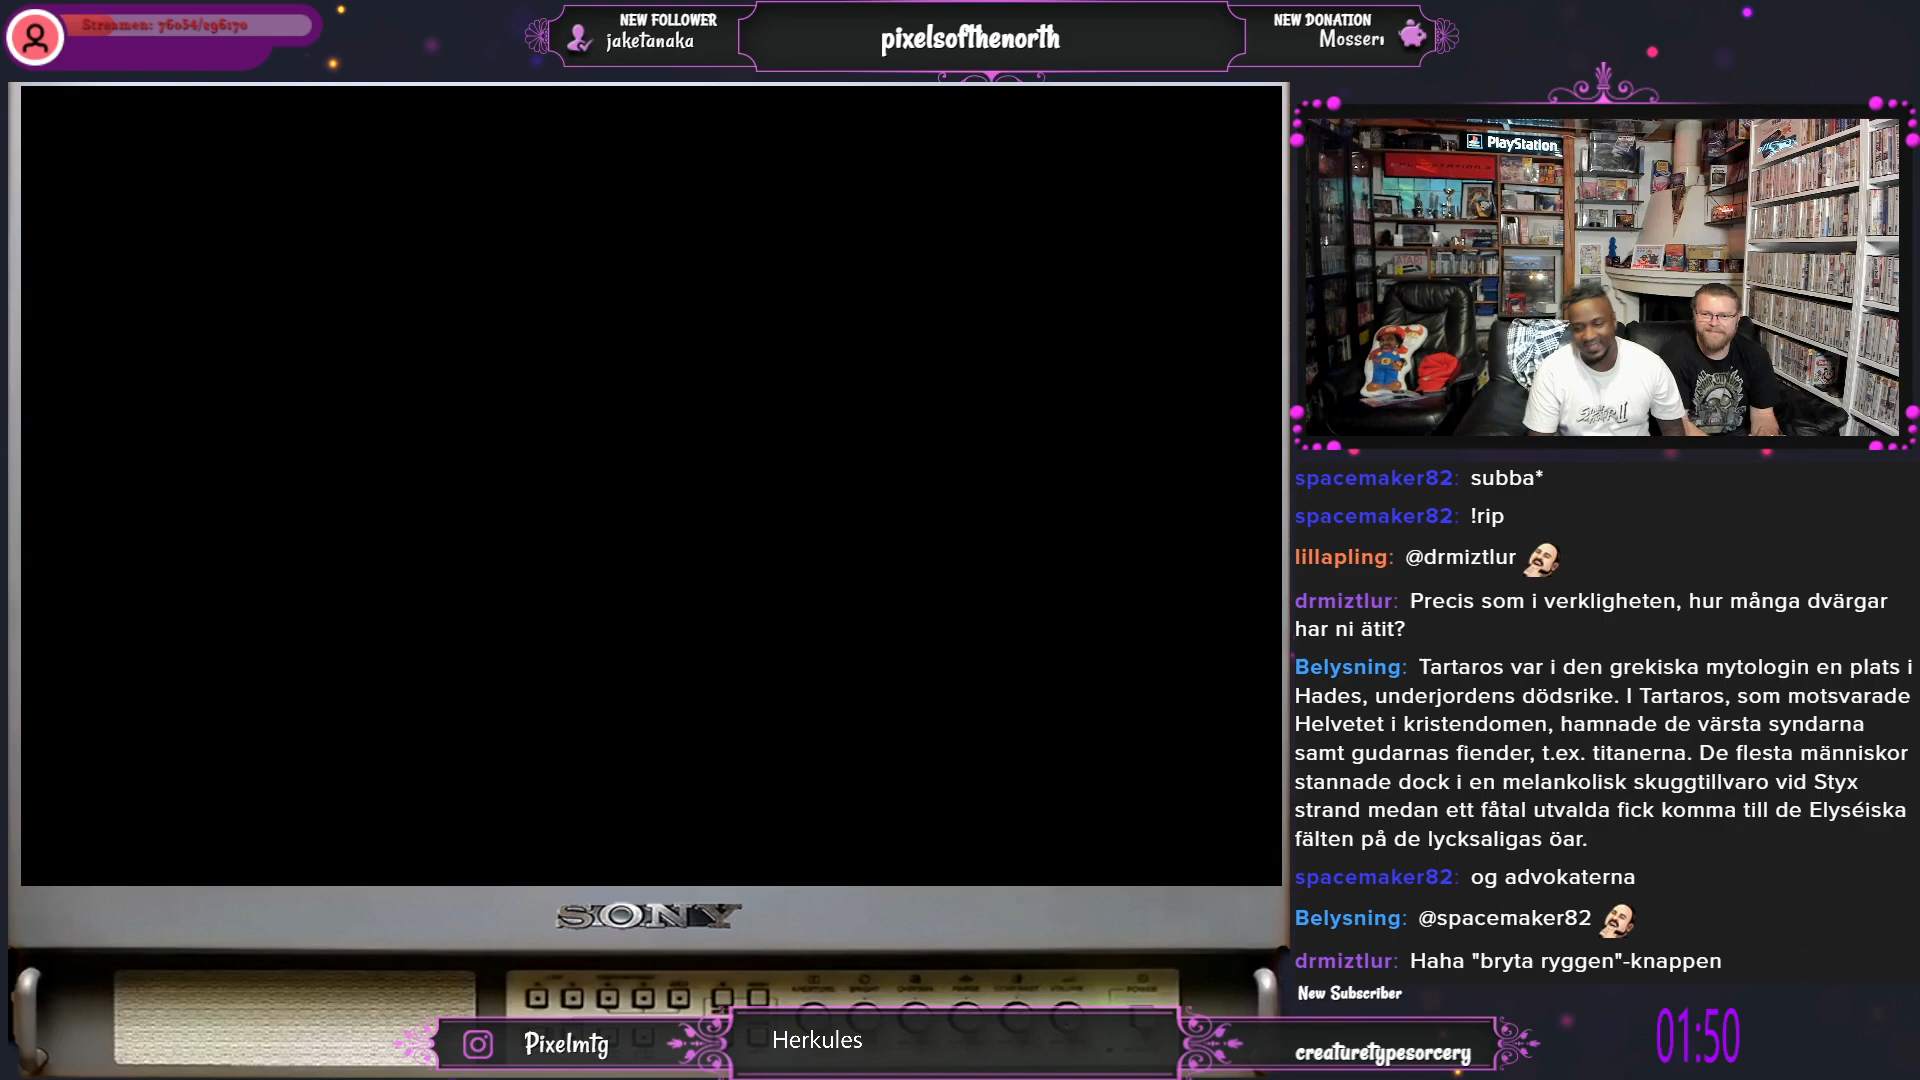 Streamen: 76054/296170
NEW FOLLOWER
jaketanaka
pixelsofthenorth
NEW DONATION
Mosseri
PlayStation
spacemaker82: subba*
spacemaker82: !rip
lillapling: @drmiztlur
drmiztlur: Precis som i verkligheten, hur många dvärgar
har ni ätit?
Belysning: Tartaros var i den grekiska mytologin en plats i
Hades, underjordens dödsrike. I Tartaros, som motsvarade
Helvetet i kristendomen, hamnade de värsta syndarna
samt gudarnas fiender, t.ex. titanerna. De flesta människor
stannade dock i en melankolisk skuggtillvaro vid Styx
strand medan ett fåtal utvalda fick komma till de Elyséiska
fälten på de lycksaligas öar.
spacemaker82: og advokaterna
Belysning: @spacemaker82
drmiztlur: Haha "bryta ryggen"-knappen
SONY
New Subscriber
Pixelmtg
Herkules
creaturetypesorcery
01:50